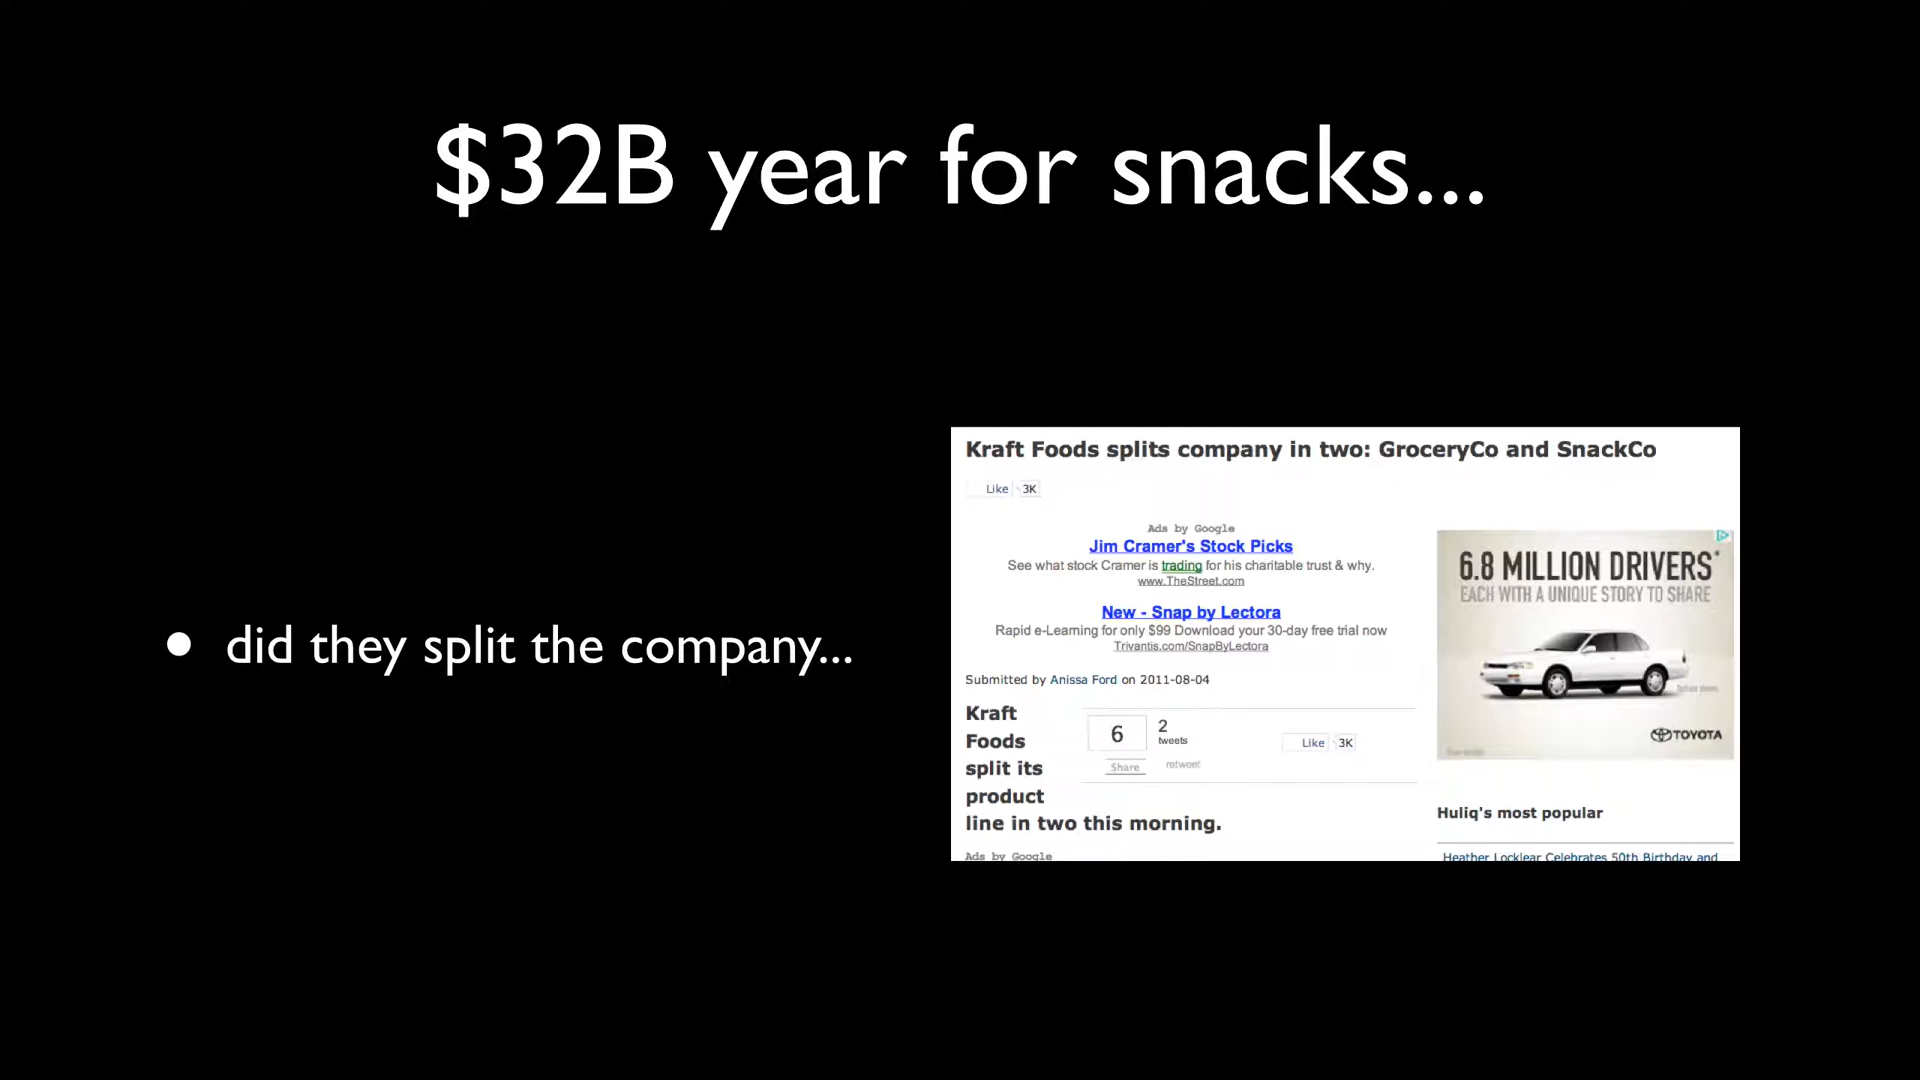 $32B year for snacks...
• did they split the company...
Kraft Foods splits company in two: GroceryCo and SnackCo
Like 3K
Ads by Google
Jim Cramer's Stock Picks
See what stock Cramer is trading for his charitable trust & why.
www.TheStreet.com
New - Snap by Lectora
Rapid e-Learning for only $99 Download your 30-day free trial now
Trivantis.com/SnapByLectora
Submitted by Anissa Ford on 2011-08-04
Kraft
Foods
split its
product
line in two this morning.
6
Share
2
tweets
retweet
Like 3K
Ads by Google
6.8 MILLION DRIVERS*
EACH WITH A UNIQUE STORY TO SHARE
TOYOTA
Huliq's most popular
Heather Locklear Celebrates 50th Birthday and